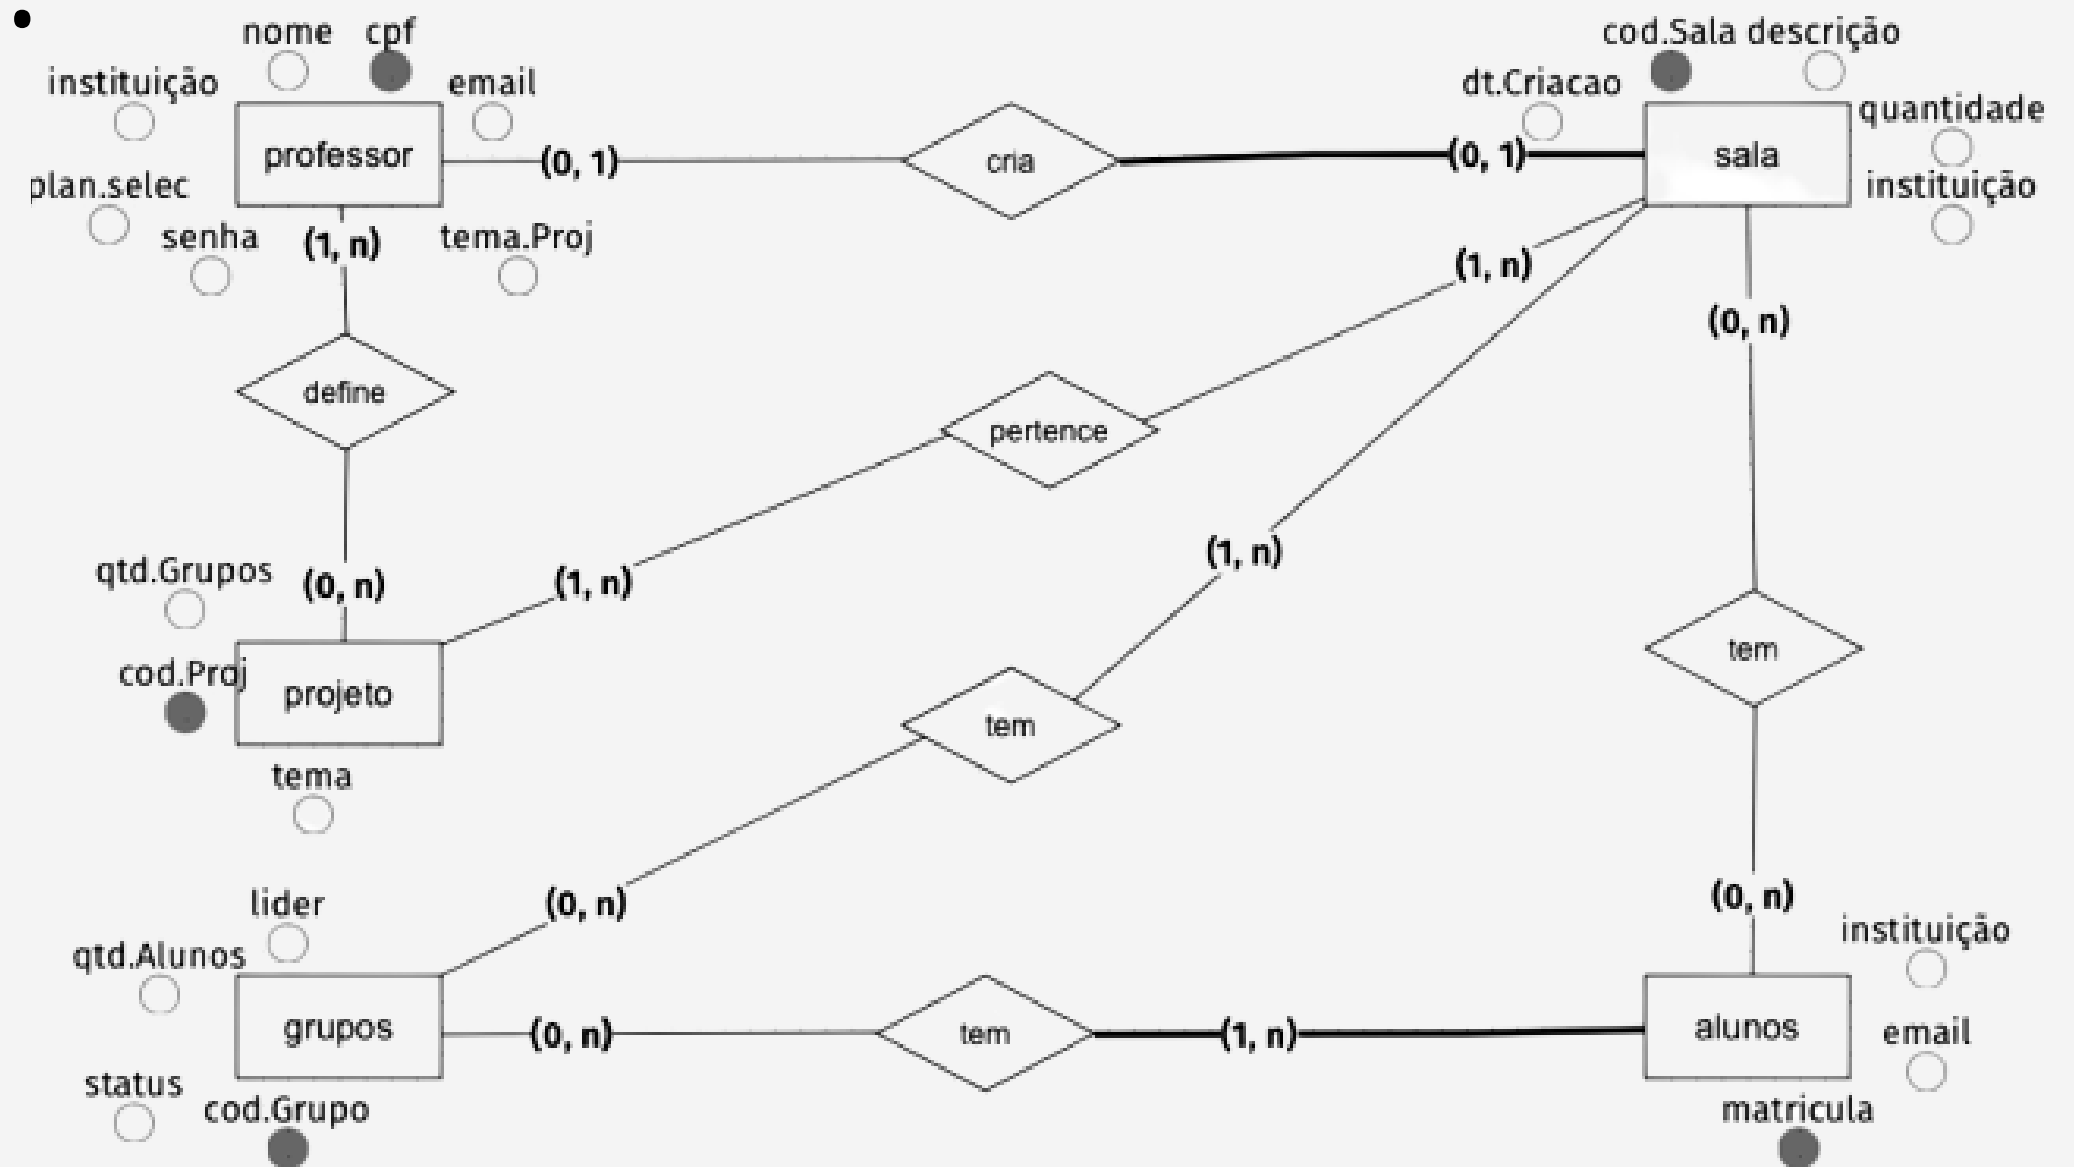 nome cpf
instituição
email
professor
plan.selec
senha
(1, n)
tema.Proj
(0, 1)
cria
(0, 1)
cod.Sala descrição
dt.Criacao
quantidade
sala
instituição
(1, n)
(0, n)
define
pertence
(1, n)
qtd.Grupos
(0, n)
(1, n)
cod.Proj
projeto
tema
tem
tem
(0, n)
lider
qtd.Alunos
grupos
status
cod.Grupo
(0, n)
tem
(1, n)
(0, n)
instituição
alunos
email
matricula